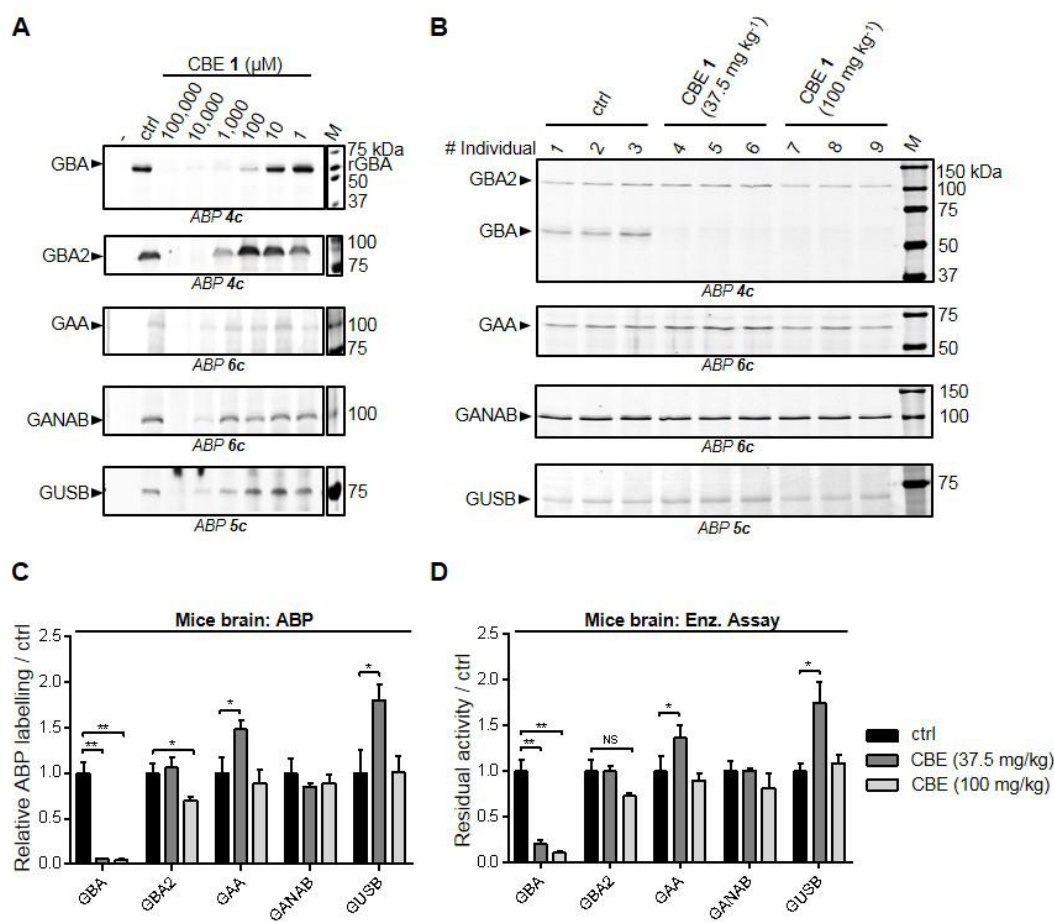 A
CBE 1 (µM)
- ctrl 100,000 10,000 1,000 100 10 1 M
GBA
75 kDa
rGBA
50
37
ABP 4c
GBA2
100
75
ABP 4c
GAA
100
75
ABP 6c
GANAB
100
ABP 6c
GUSB
75
ABP 5c
B
ctrl
CBE 1
(37.5 mg kg-1)
CBE 1
(100 mg kg-1)
# Individual 1 2 3 4 5 6 7 8 9 M
GBA2
GBA
150 kDa
100
75
50
37
ABP 4c
GAA
75
50
ABP 6c
GANAB
150
100
ABP 6c
GUSB
75
ABP 5c
C
Mice brain: ABP
Relative ABP labelling / ctrl
2.5
2.0
1.5
1.0
0.5
0.0
**
**
*
*
*
GBA
GBA2
GAA
GANAB
GUSB
D
Mice brain: Enz. Assay
Residual activity / ctrl
2.5
2.0
1.5
1.0
0.5
0.0
**
**
NS
*
*
GBA
GBA2
GAA
GANAB
GUSB
ctrl
CBE (37.5 mg/kg)
CBE (100 mg/kg)